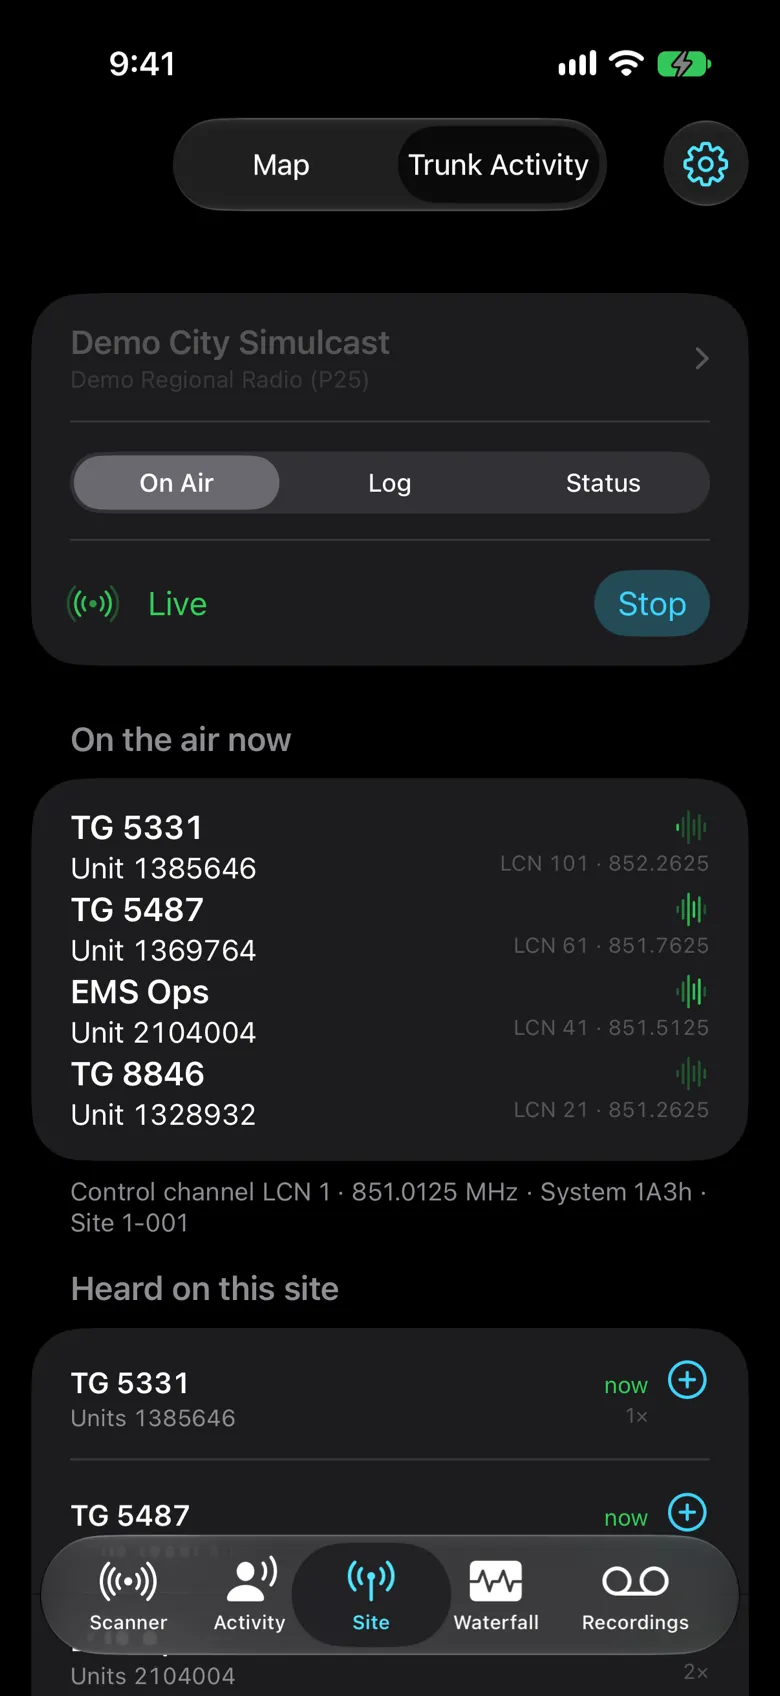 9:41
Map
Trunk Activity
Demo City Simulcast
Demo Regional Radio (P25)
On Air
Log
Status
Live
Stop
On the air now
TG 5331
Unit 1385646
LCN 101 · 852.2625
TG 5487
Unit 1369764
LCN 61 · 851.7625
EMS Ops
Unit 2104004
LCN 41 · 851.5125
TG 8846
Unit 1328932
LCN 21 · 851.2625
Control channel LCN 1 · 851.0125 MHz · System 1A3h ·
Site 1-001
Heard on this site
TG 5331
now
Units 1385646
1×
TG 5487
now
Scanner
Activity
Site
Waterfall
Recordings
Units 2104004
2×